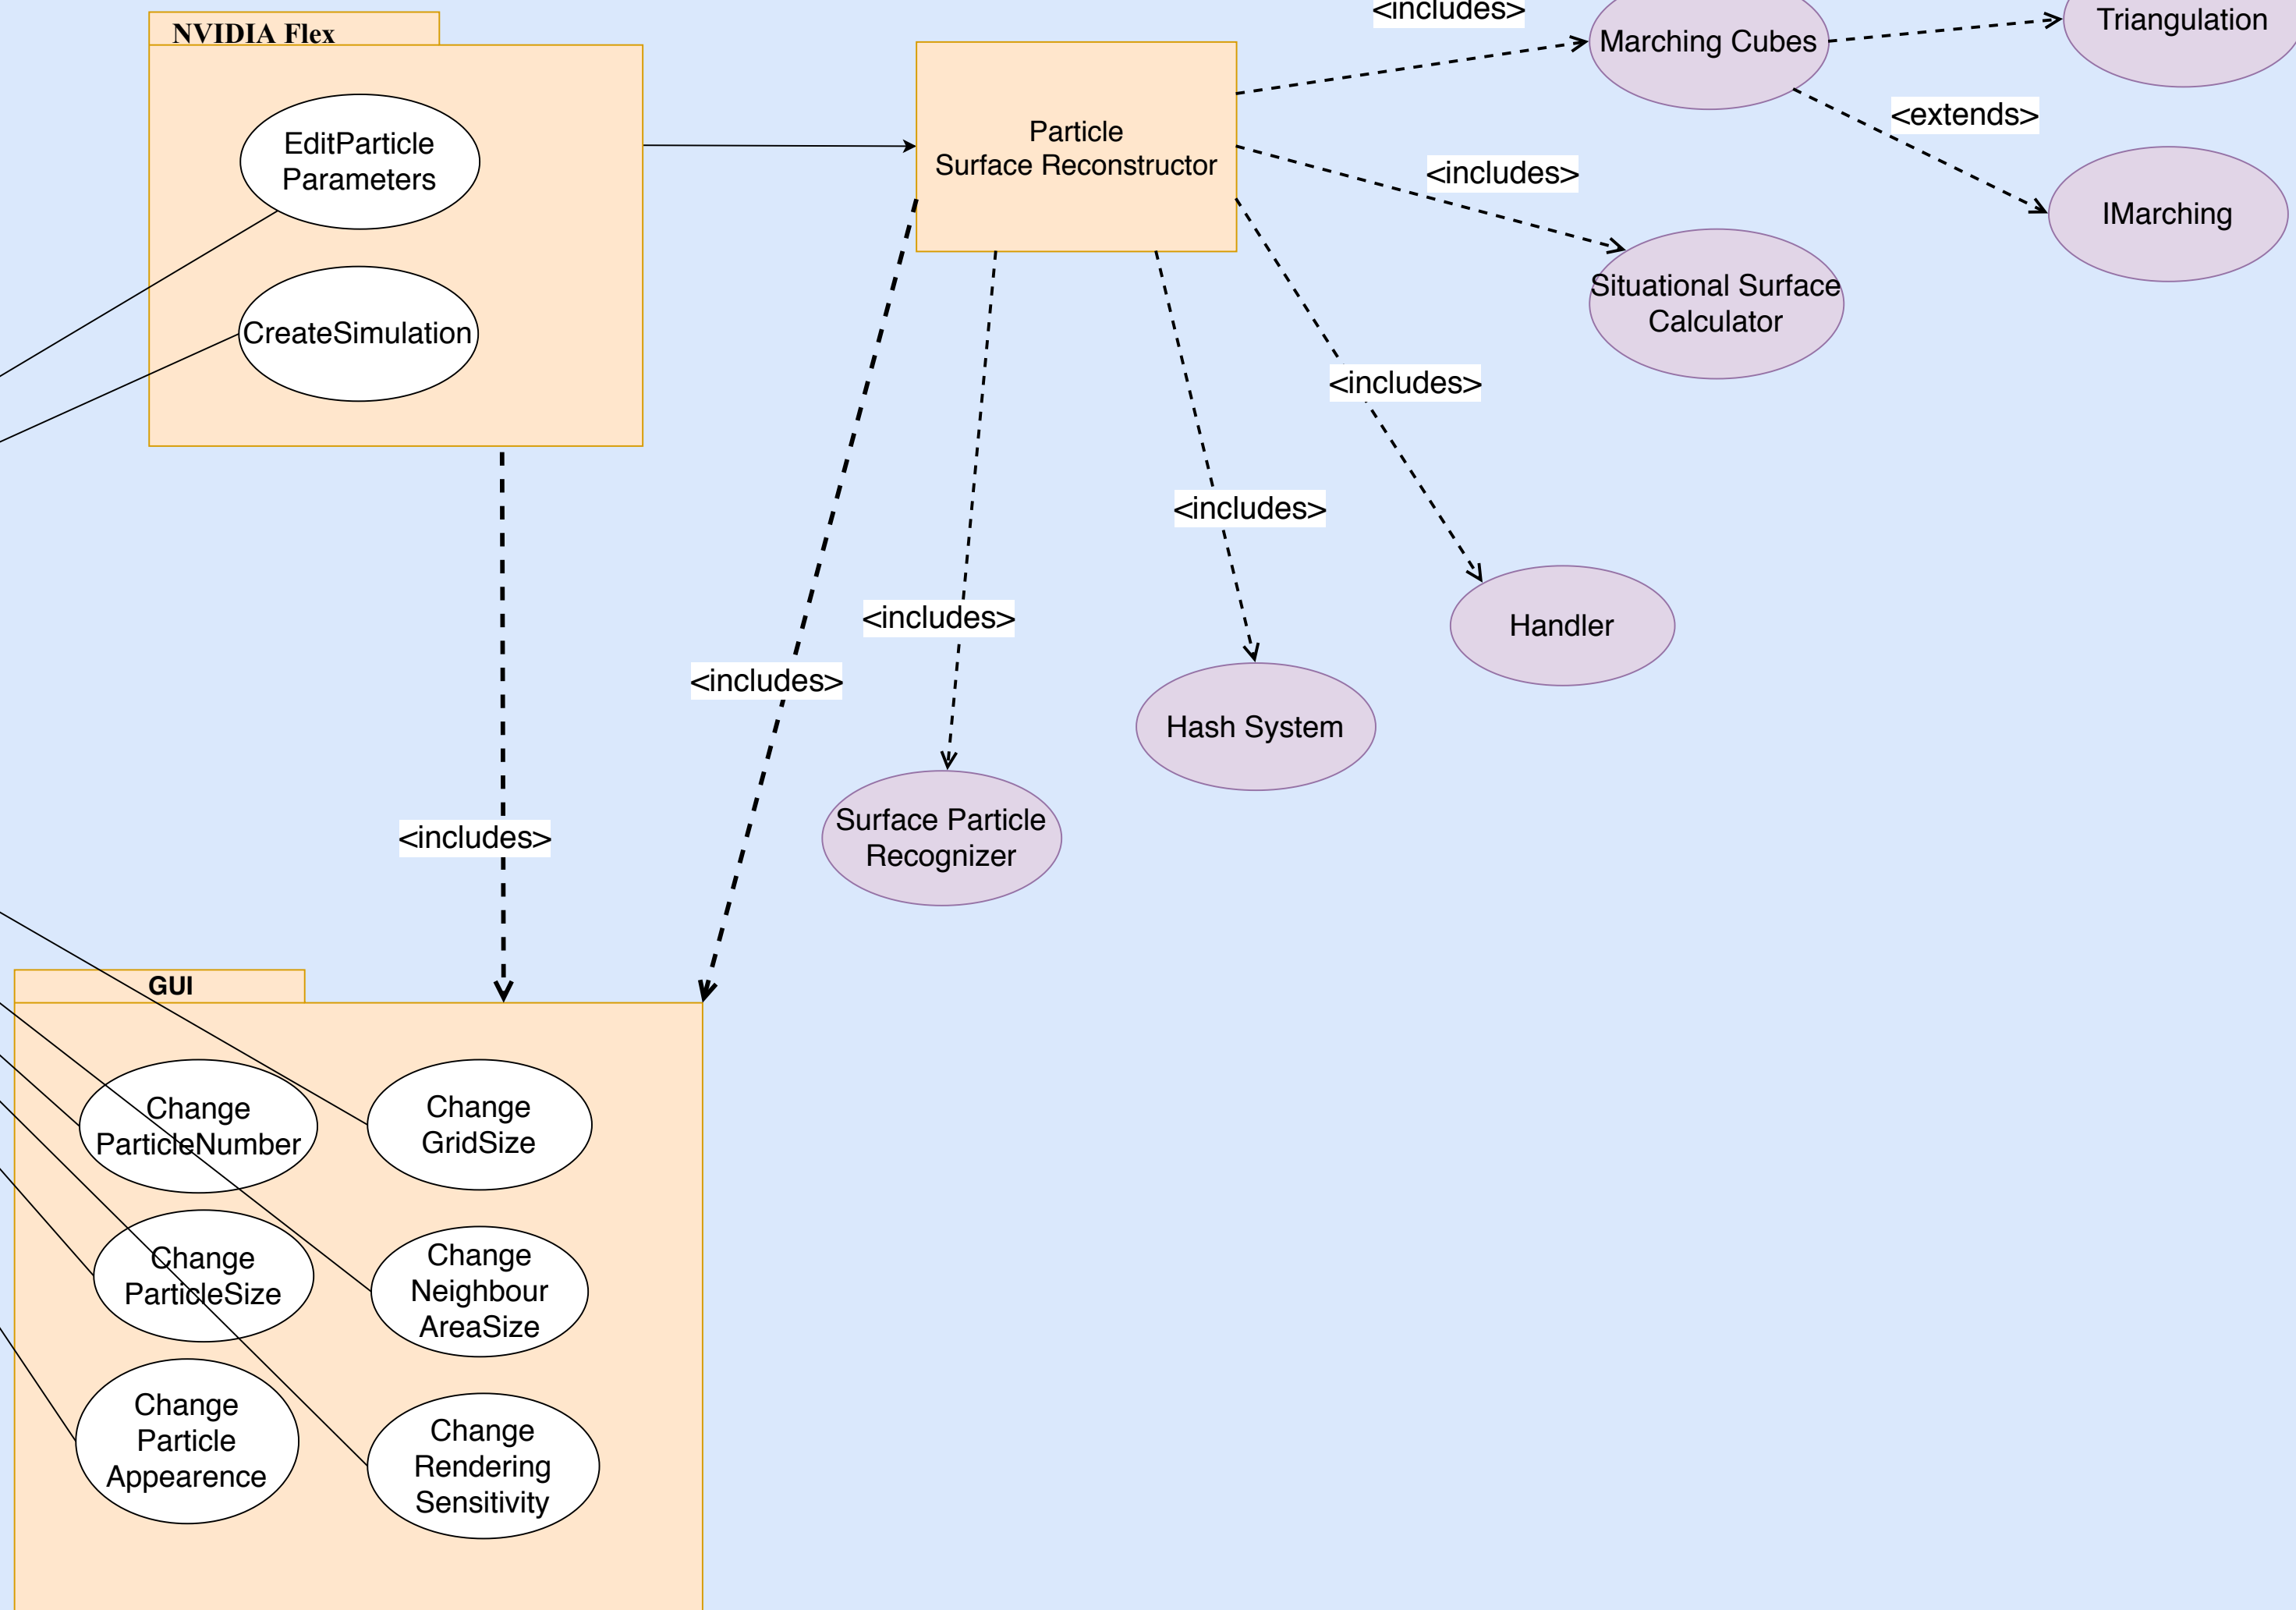 <includes>
Triangulation
NVIDIA Flex
Marching Cubes
<extends>
EditParticle
Parameters
Particle
Surface Reconstructor
<includes>
IMarching
CreateSimulation
Situational Surface
Calculator
<includes>
<includes>
<includes>
Handler
<includes>
Hash System
<includes>
Surface Particle
Recognizer
GUI
Change
ParticleNumber
Change
GridSize
Change
ParticleSize
Change
Neighbour
AreaSize
Change
Particle
Appearence
Change
Rendering
Sensitivity